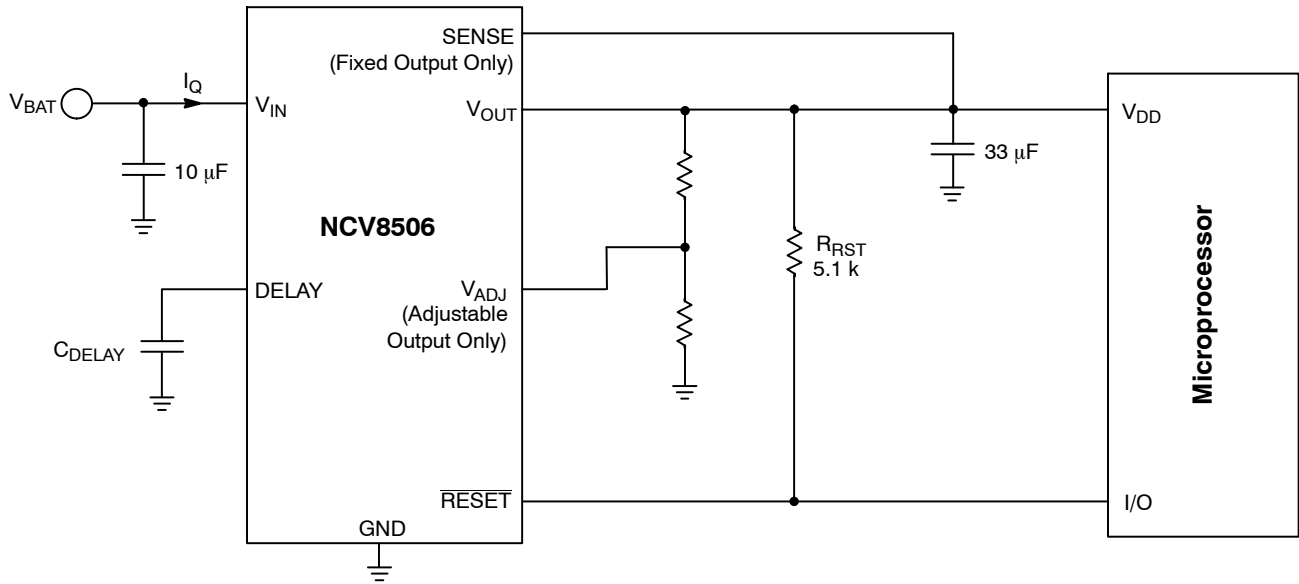 SENSE
(Fixed Output Only)
V_BAT
I_Q
V_IN
V_OUT
V_DD
10 μF
33 μF
NCV8506
R_RST
5.1 k
Microprocessor
DELAY
V_ADJ
(Adjustable
Output Only)
C_DELAY
RESET
I/O
GND